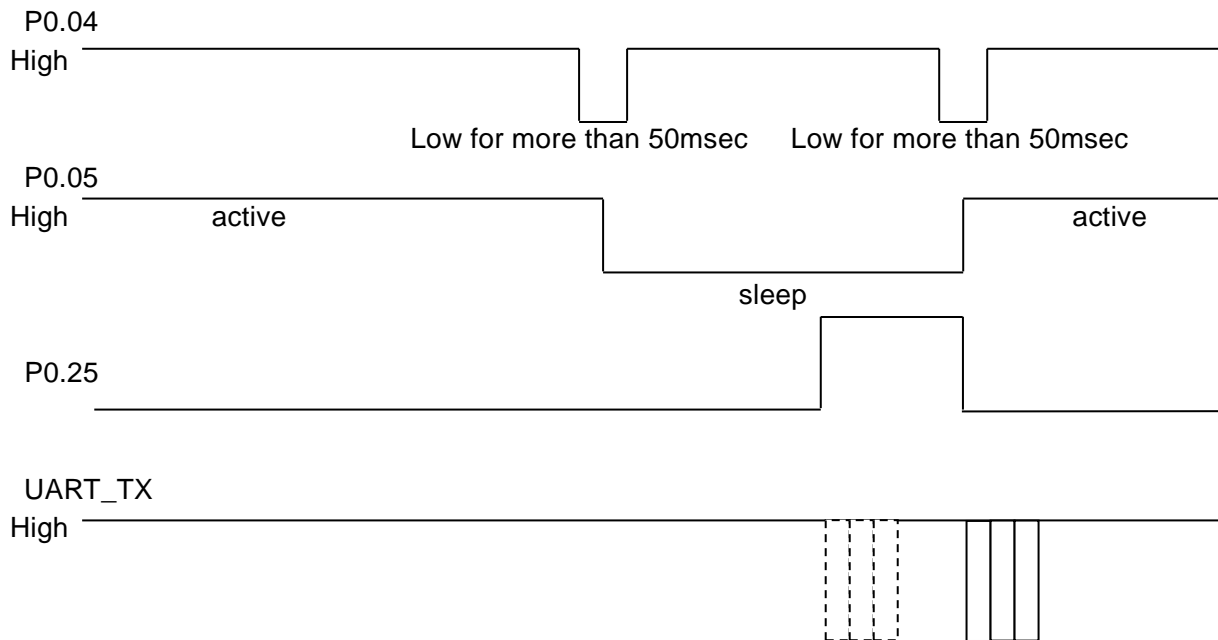 P0.04
High
Low for more than 50msec Low for more than 50msec
P0.05
High active active
sleep
P0.25
UART_TX
High